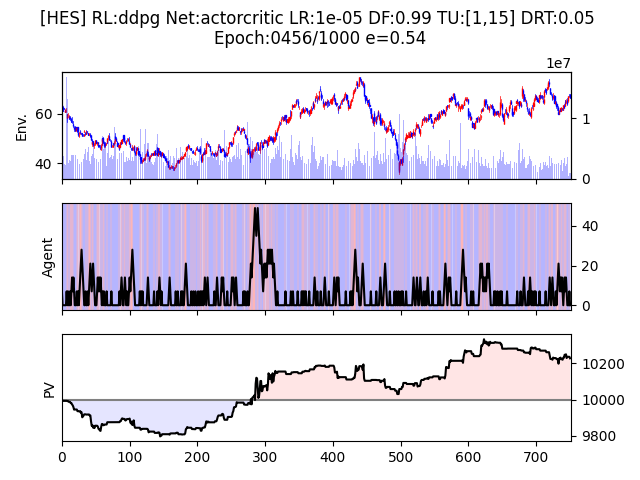 [HES] RL:ddpg Net:actorcritic LR:1e-05 DF:0.99 TU:[1,15] DRT:0.05
Epoch:0456/1000 e=0.54
1e7
Env.
60
40
1
0
Agent
40
20
0
PV
10200
10000
9800
0 100 200 300 400 500 600 700